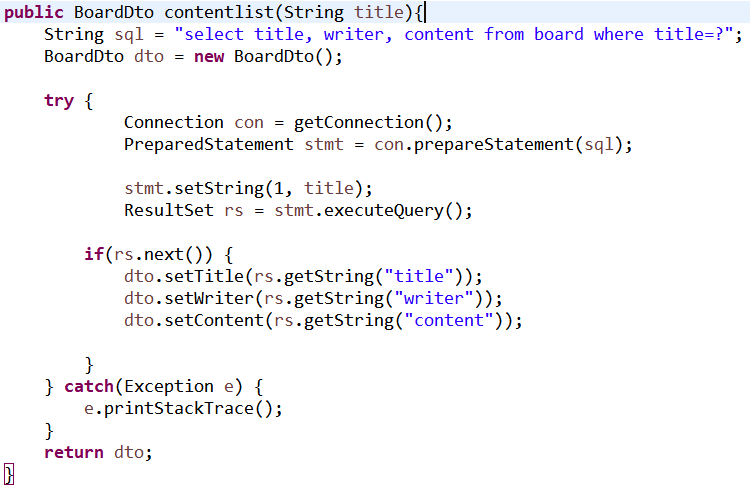 public BoardDto contentlist(String title){
String sql = "select title, writer, content from board where title=?";
BoardDto dto = new BoardDto();
try {
Connection con = getConnection();
PreparedStatement stmt = con.prepareStatement(sql);
stmt.setString(1, title);
ResultSet rs = stmt.executeQuery();
if(rs.next()) {
dto.setTitle(rs.getString("title"));
dto.setWriter(rs.getString("writer"));
dto.setContent(rs.getString("content"));
}
} catch(Exception e) {
e.printStackTrace();
}
return dto;
}